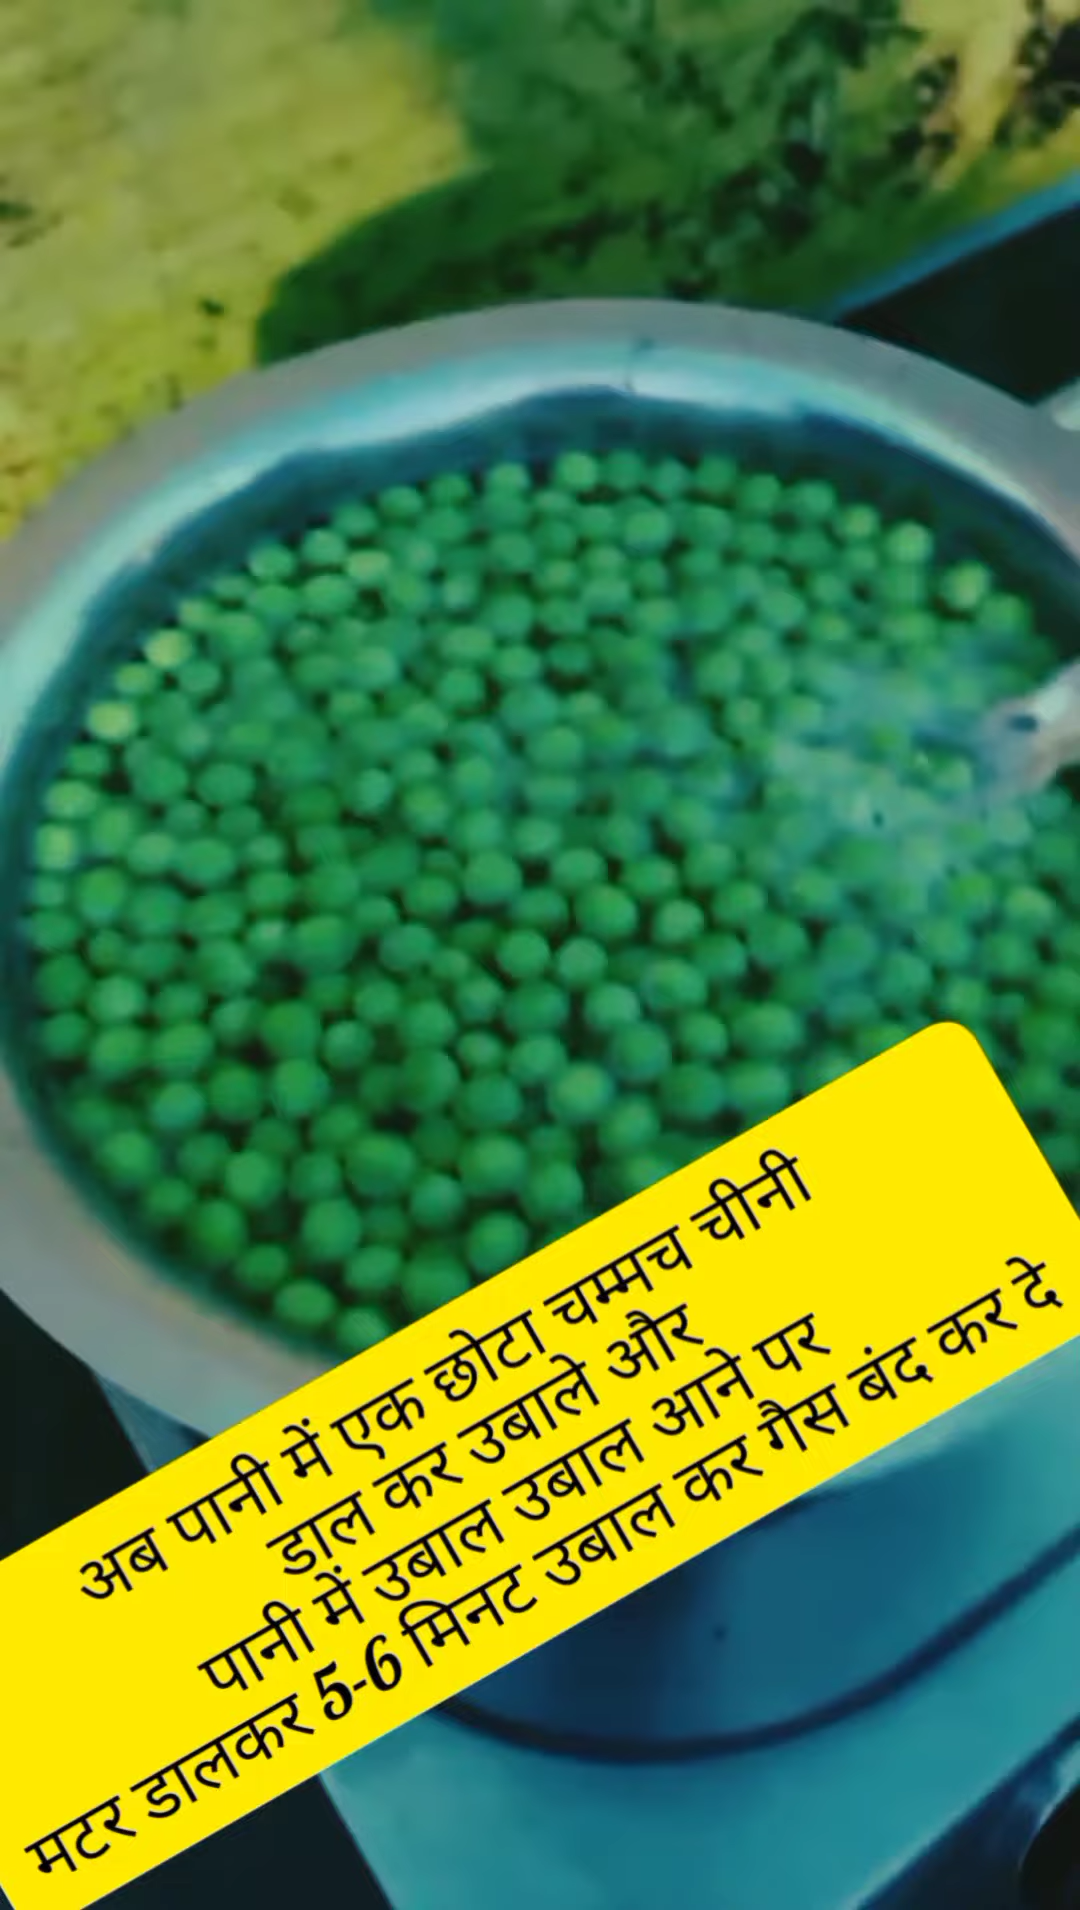 अब पानी में एक छोटा चम्मच चीनी
डाल कर उबाले और
पानी में उबाल उबाल आने पर
मटर डालकर 5-6 मिनट उबाल कर गैस बंद कर दे